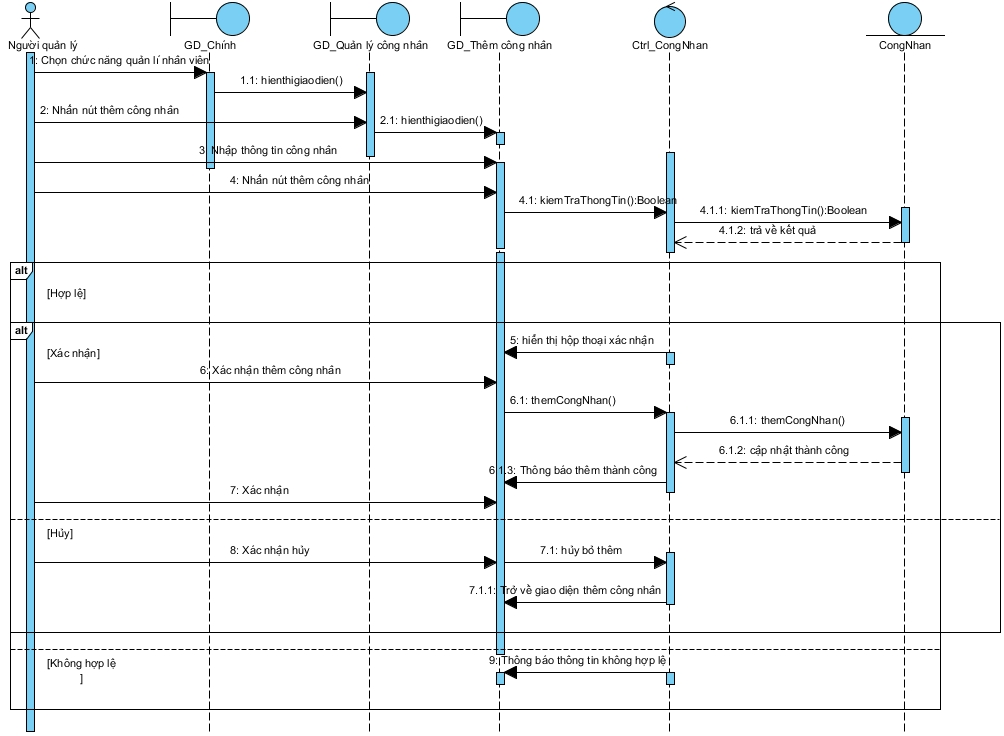 Người quản lý
GD_Chính
GD_Quản lý công nhân
GD_Thêm công nhân
Ctrl_CongNhan
CongNhan
1: Chọn chức năng quản lí nhân viên
1.1: hienthigiaodien()
2: Nhấn nút thêm công nhân
2.1: hienthigiaodien()
3: Nhập thông tin công nhân
4: Nhấn nút thêm công nhân
4.1: kiemTraThongTin():Boolean
4.1.1: kiemTraThongTin():Boolean
4.1.2: trả về kết quả
alt
[Hợp lệ]
alt
[Xác nhận]
5: hiển thị hộp thoại xác nhận
6: Xác nhận thêm công nhân
6.1: themCongNhan()
6.1.1: themCongNhan()
6.1.2: cập nhật thành công
6.1.3: Thông báo thêm thành công
7: Xác nhận
[Hủy]
8: Xác nhận hủy
7.1: hủy bỏ thêm
7.1.1: Trở về giao diện thêm công nhân
[Không hợp lệ
]
9: Thông báo thông tin không hợp lệ